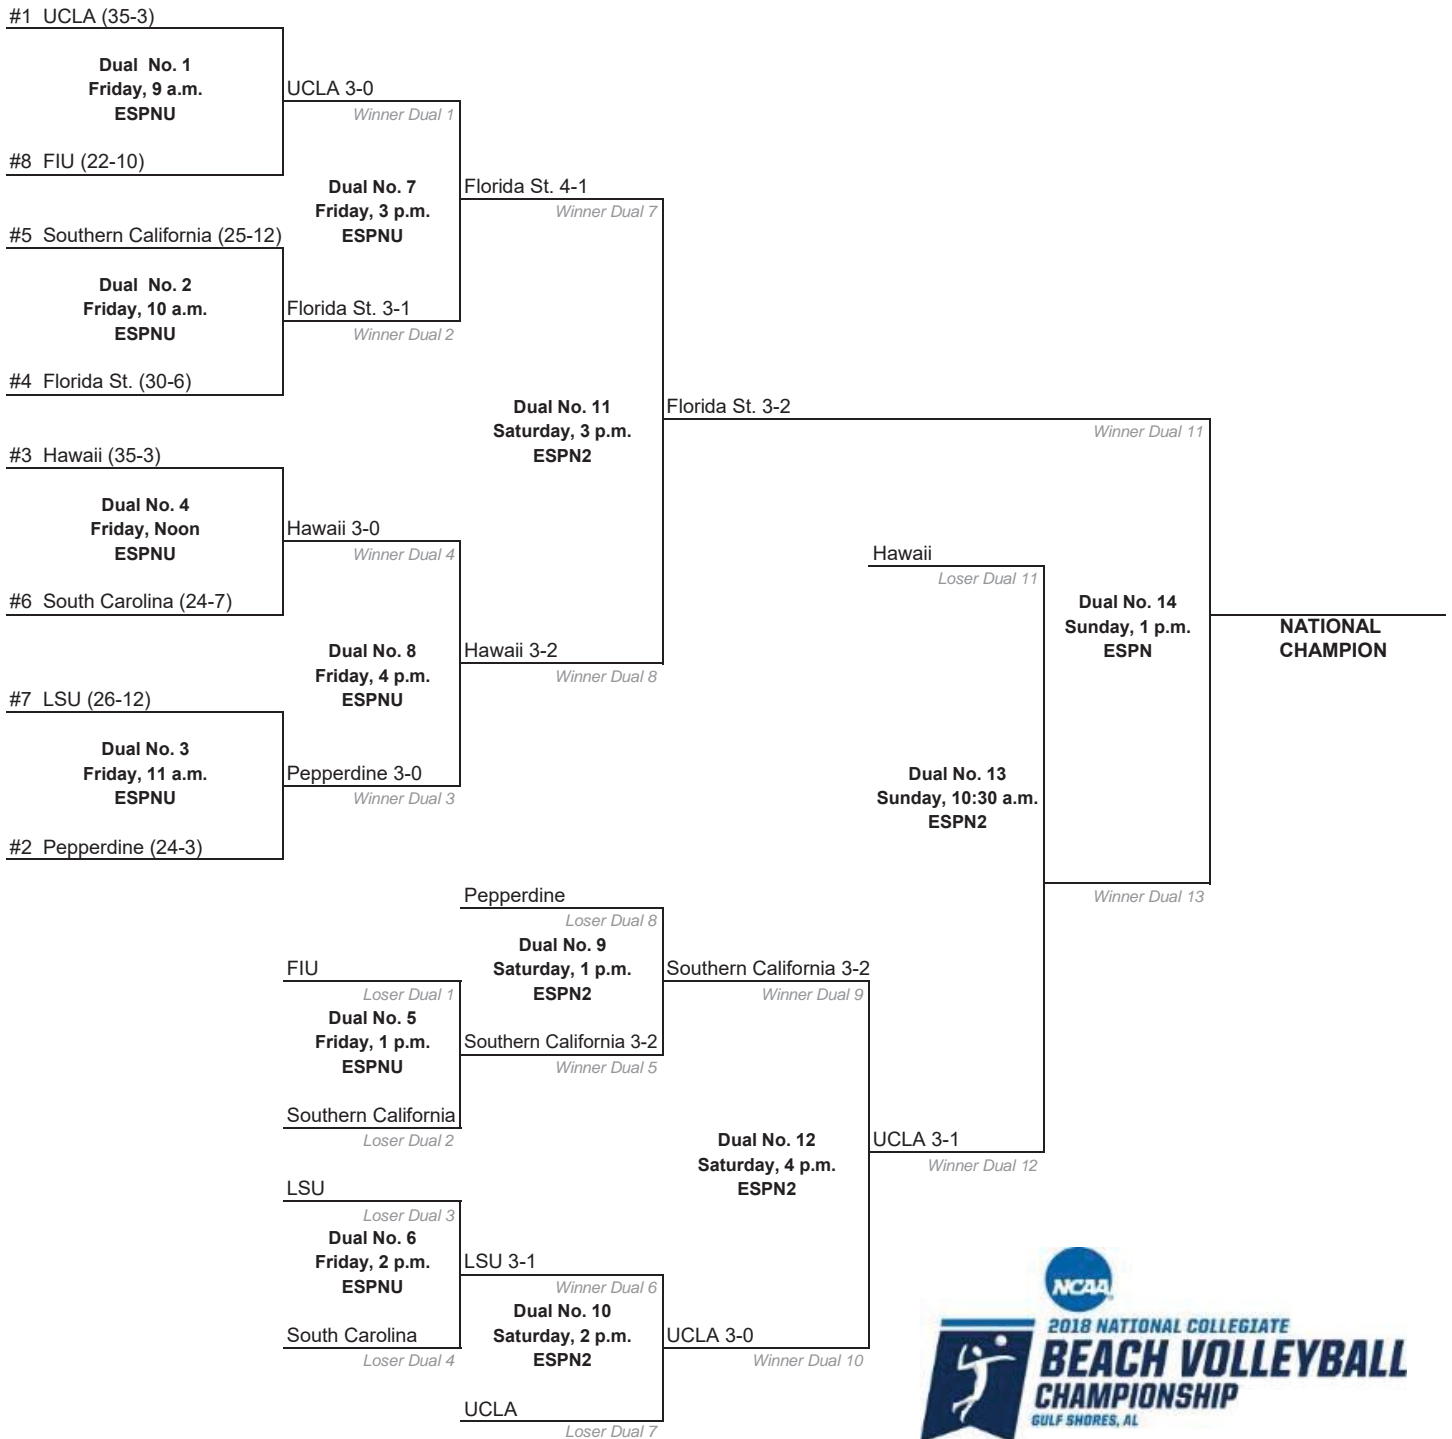 #1 UCLA (35-3)
Dual No. 1
Friday, 9 a.m.
ESPNU
UCLA 3-0
Winner Dual 1
#8 FIU (22-10)
Dual No. 7
Friday, 3 p.m.
ESPNU
Florida St. 4-1
Winner Dual 7
#5 Southern California (25-12)
Dual No. 2
Friday, 10 a.m.
ESPNU
Florida St. 3-1
Winner Dual 2
#4 Florida St. (30-6)
Dual No. 11
Saturday, 3 p.m.
ESPN2
Florida St. 3-2
Winner Dual 11
#3 Hawaii (35-3)
Dual No. 4
Friday, Noon
ESPNU
Hawaii 3-0
Winner Dual 4
#6 South Carolina (24-7)
Hawaii
Loser Dual 11
Dual No. 14
Sunday, 1 p.m.
ESPN
NATIONAL
CHAMPION
Dual No. 8
Friday, 4 p.m.
ESPNU
Hawaii 3-2
Winner Dual 8
#7 LSU (26-12)
Dual No. 3
Friday, 11 a.m.
ESPNU
Pepperdine 3-0
Winner Dual 3
#2 Pepperdine (24-3)
Dual No. 13
Sunday, 10:30 a.m.
ESPN2
Winner Dual 13
Pepperdine
Loser Dual 8
Dual No. 9
Saturday, 1 p.m.
ESPN2
Southern California 3-2
Winner Dual 9
FIU
Loser Dual 1
Dual No. 5
Friday, 1 p.m.
ESPNU
Southern California 3-2
Winner Dual 5
Southern California
Loser Dual 2
Dual No. 12
Saturday, 4 p.m.
ESPN2
UCLA 3-1
Winner Dual 12
LSU
Loser Dual 3
Dual No. 6
Friday, 2 p.m.
ESPNU
LSU 3-1
Winner Dual 6
South Carolina
Loser Dual 4
Dual No. 10
Saturday, 2 p.m.
ESPN2
UCLA 3-0
Winner Dual 10
UCLA
Loser Dual 7
NCAA
2018 NATIONAL COLLEGIATE
BEACH VOLLEYBALL
CHAMPIONSHIP
GULF SHORES, AL